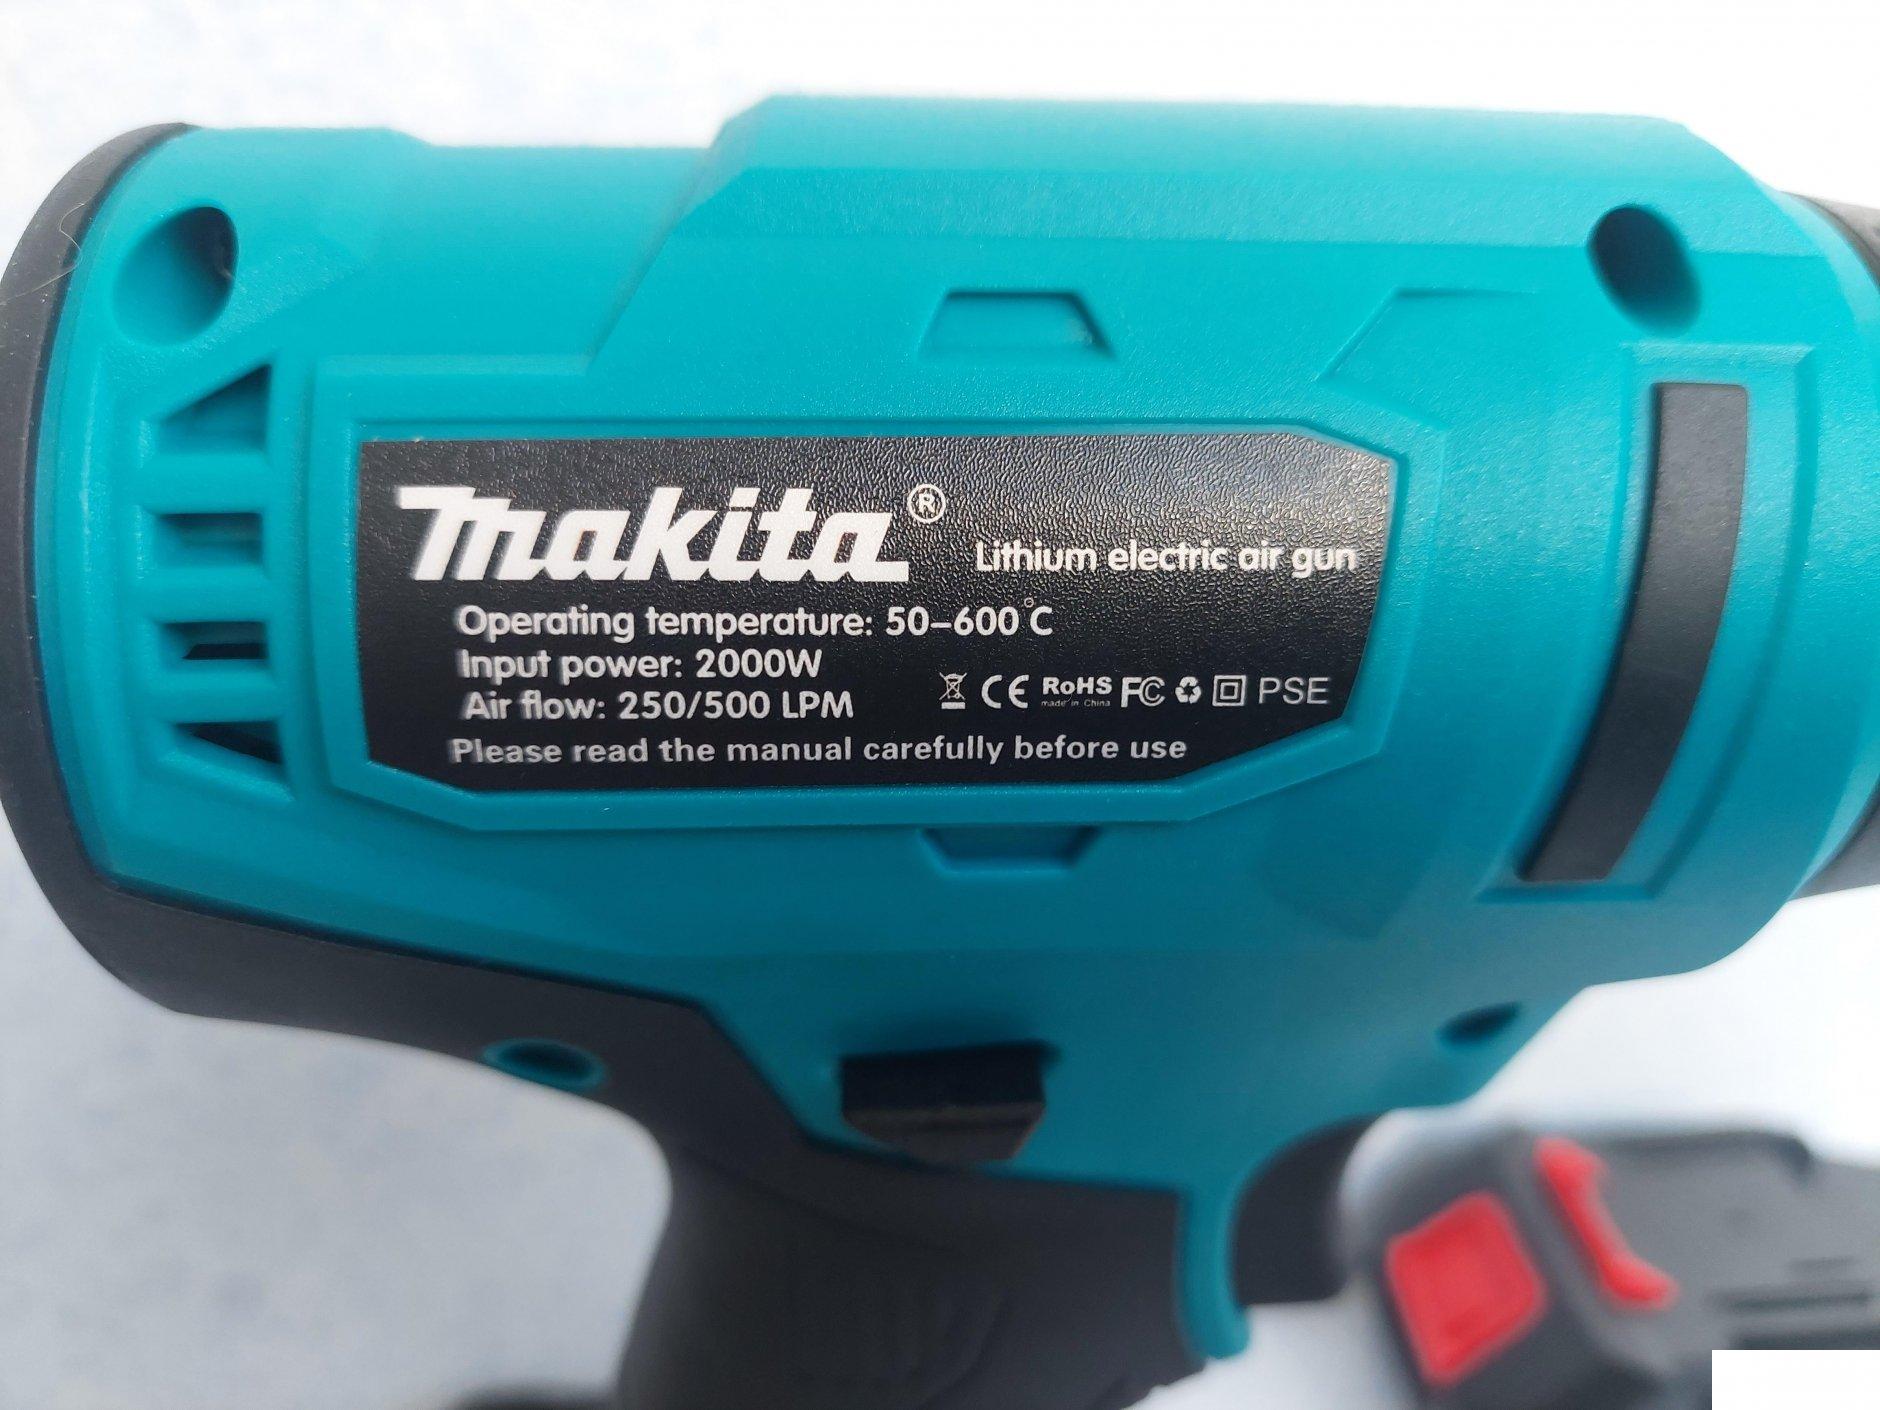 makita® Lithium electric air gun
Operating temperature: 50-600°C
Input power: 2000W
Air flow: 250/500 LPM
CE RoHS FC PSE
made in China
Please read the manual carefully before use